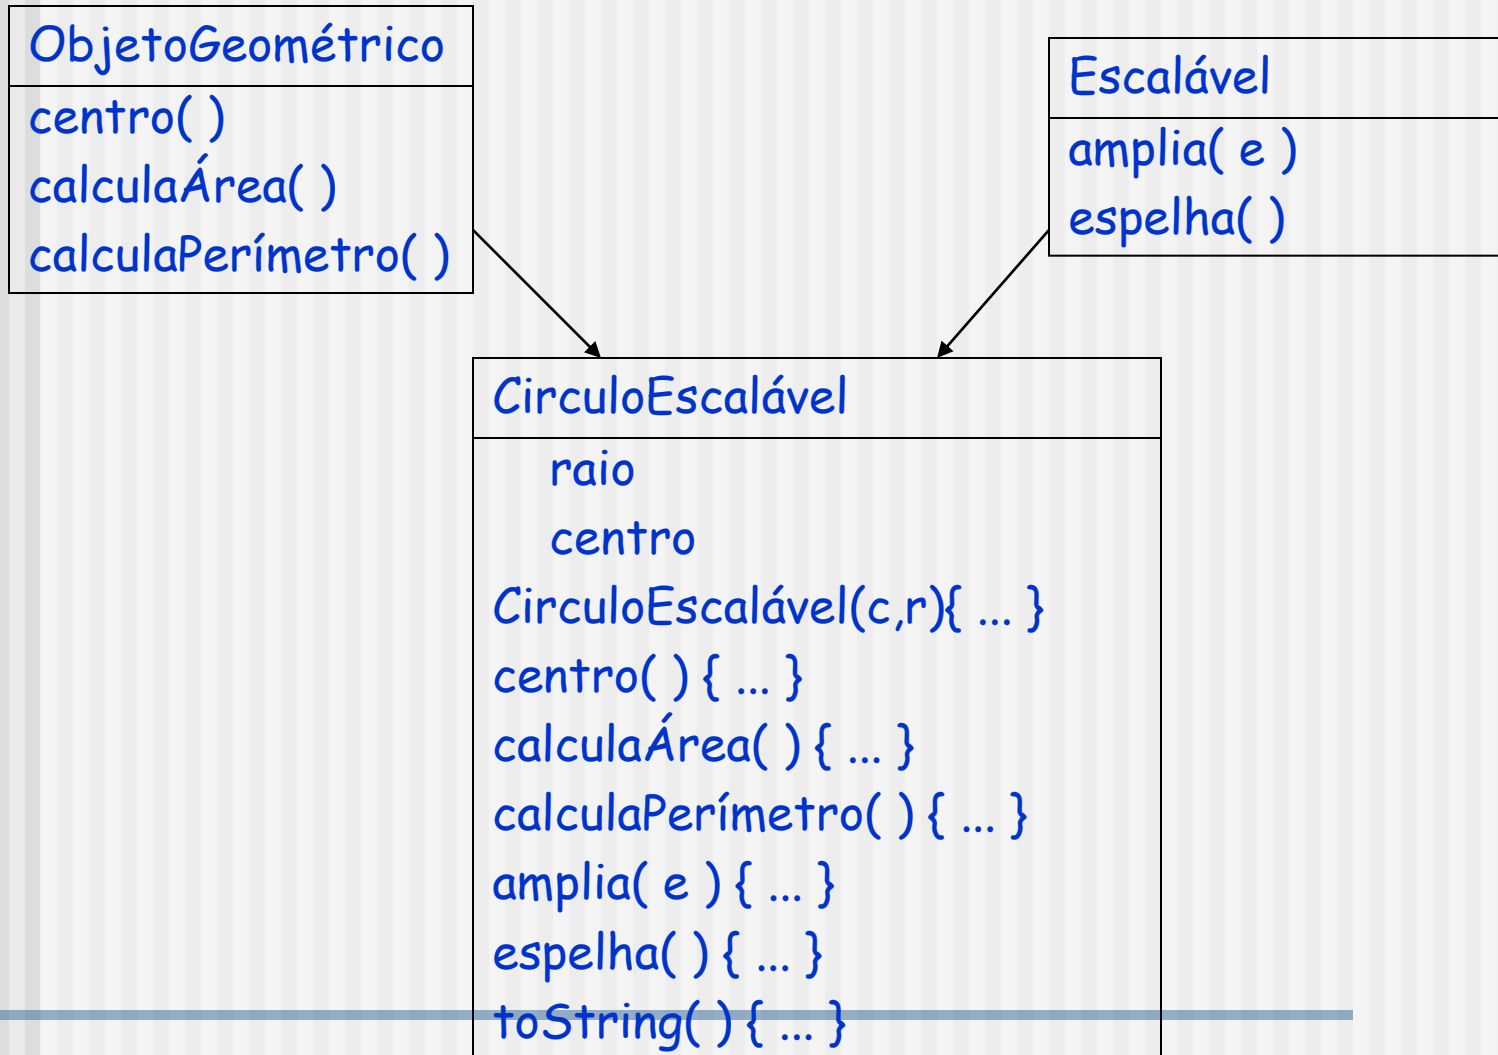 ObjetoGeométrico
centro( )
calculaÁrea( )
calculaPerímetro( )
Escalável
amplia( e )
espelha( )
CirculoEscalável
raio
centro
CirculoEscalável(c,r){ ... }
centro( ) { ... }
calculaÁrea( ) { ... }
calculaPerímetro( ) { ... }
amplia( e ) { ... }
espelha( ) { ... }
toString( ) { ... }